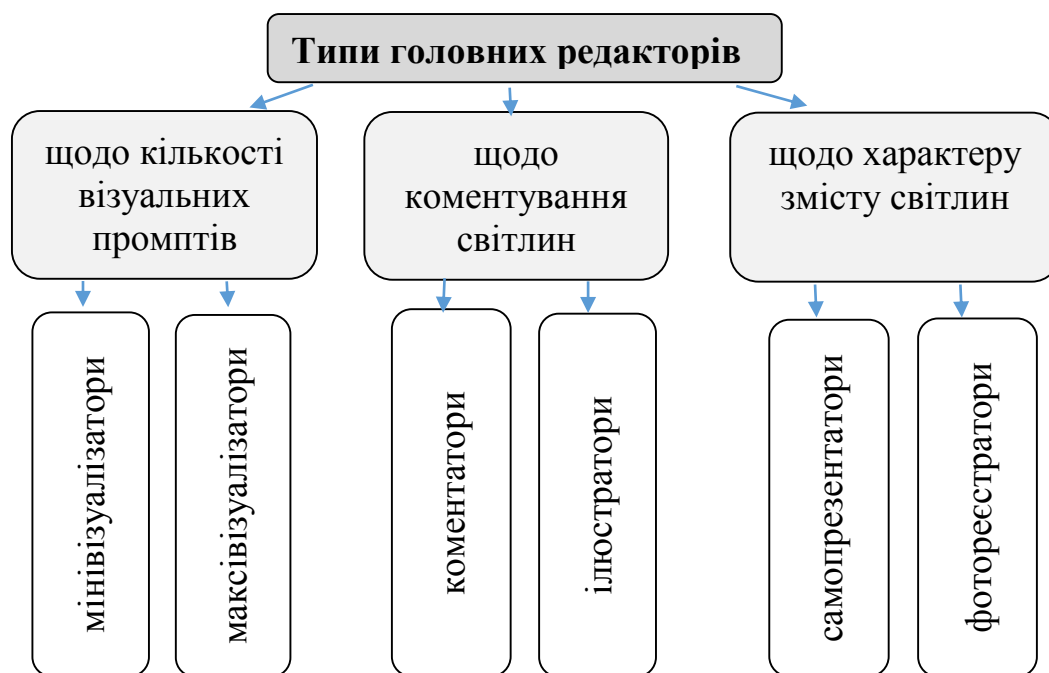 Типи головних редакторів
щодо кількості
візуальних
промптів
щодо
коментування
світлин
щодо характеру
змісту світлин
мінівізуалізатори
максівізуалізатори
коментатори
ілюстратори
самопрезентатори
фотореєстратори